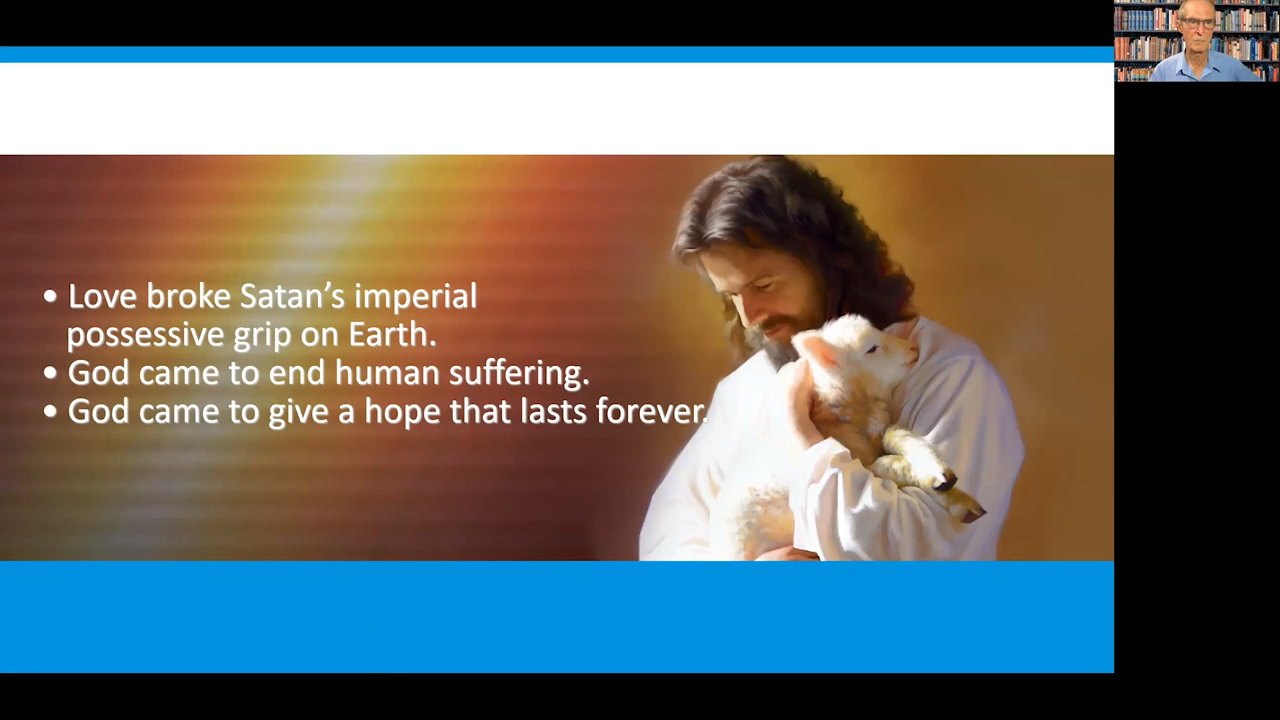 • Love broke Satan’s imperial
possessive grip on Earth.
• God came to end human suffering.
• God came to give a hope that lasts forever.